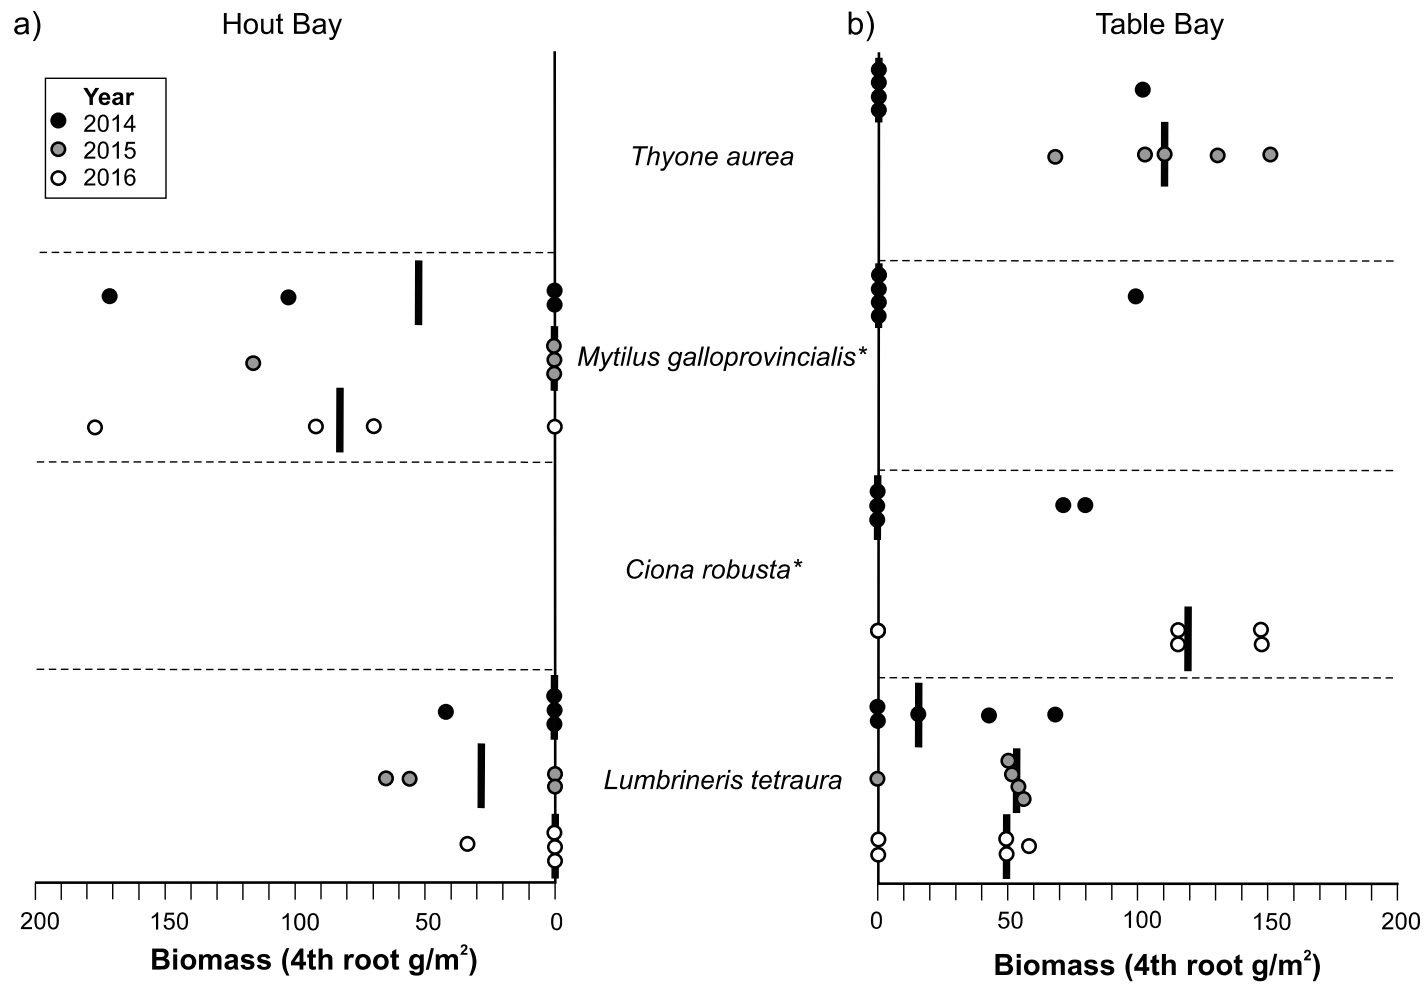 a)
Hout Bay
b)
Table Bay
Year
2014
2015
2016
Thyone aurea
Mytilus galloprovincialis*
Ciona robusta*
Lumbrineris tetraura
200 150 100 50 0
Biomass (4th root g/m²)
0 50 100 150 200
Biomass (4th root g/m²)